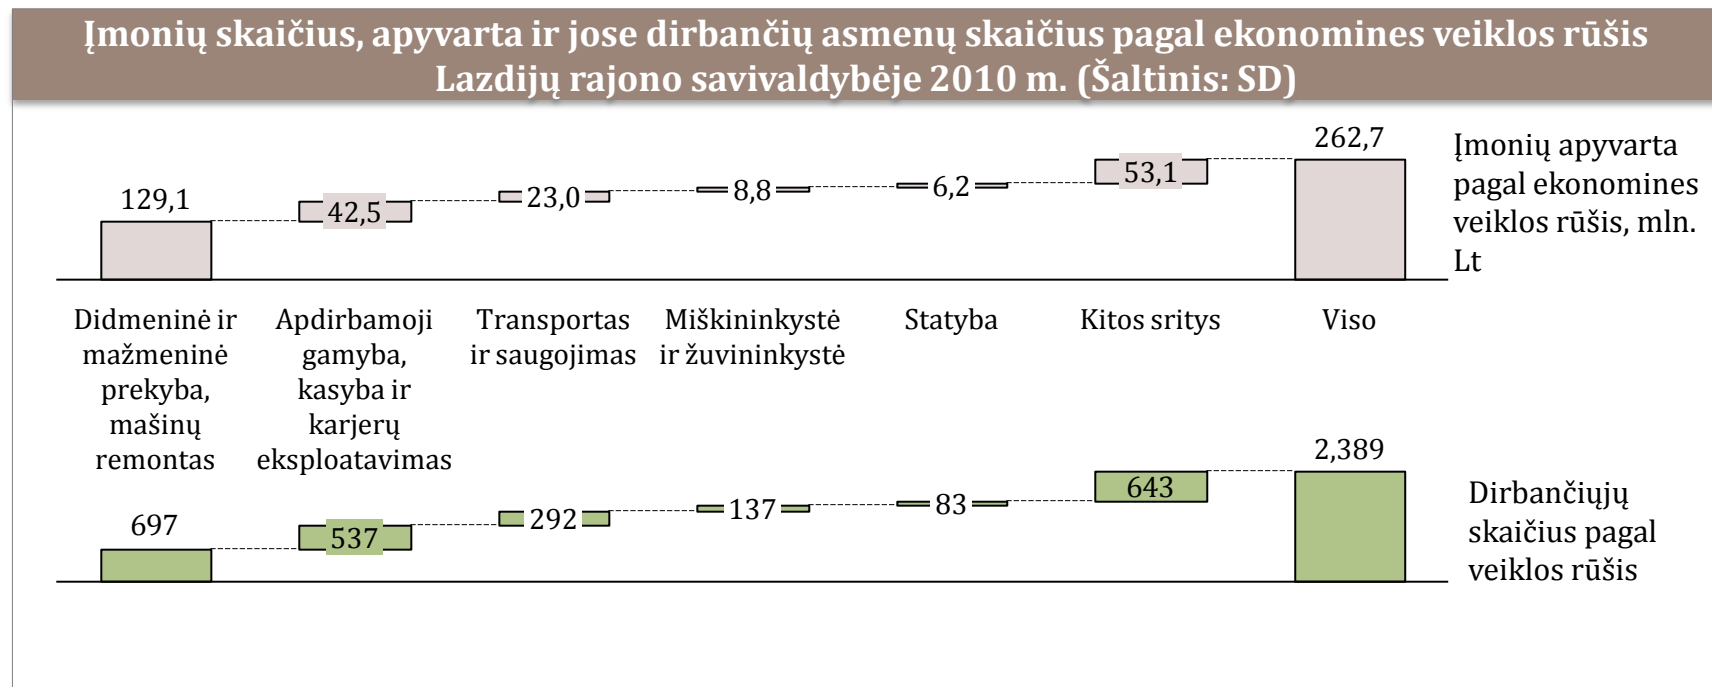 Įmonių skaičius, apyvarta ir jose dirbančių asmenų skaičius pagal ekonomines veiklos rūšis
Lazdijų rajono savivaldybėje 2010 m. (Šaltinis: SD)
129,1
42,5
23,0
8,8
6,2
53,1
262,7
Įmonių apyvarta
pagal ekonomines
veiklos rūšis, mln.
Lt
Didmeninė ir
mažmeninė
prekyba,
mašinų
remontas
Apdirbamoji
gamyba,
kasyba ir
karjerų
eksploatavimas
Transportas
ir saugojimas
Miškininkystė
ir žuvininkystė
Statyba
Kitos sritys
Viso
697
537
292
137
83
643
2,389
Dirbančiųjų
skaičius pagal
veiklos rūšis